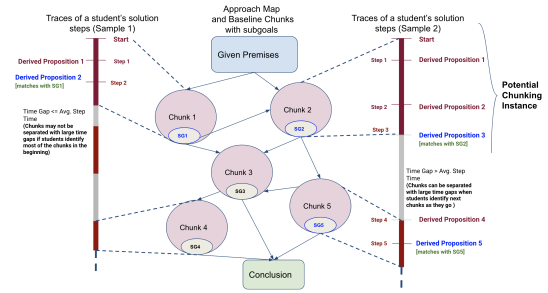 Traces of a student's solution
steps (Sample 1)
Approach Map
and Baseline Chunks
with subgoals
Traces of a student's solution
steps (Sample 2)
Start
Derived Proposition 1
Step 1
Derived Proposition 2
[matches with SG1]
Step 2
Time Gap <= Avg. Step
Time
(Chunks may not be
separated with large time
gaps if students identify
most of the chunks in the
beginning)
Given Premises
Chunk 1
SG1
Chunk 2
SG2
Chunk 3
SG3
Chunk 4
SG4
Chunk 5
SG5
Conclusion
Start
Step 1
Derived Proposition 1
Step 2
Derived Proposition 2
Step 3
Derived Proposition 3
[matches with SG2]
Time Gap > Avg. Step
Time
(Chunks can be separated
with large time gaps when
students identify next
chunks as they go )
Step 4
Derived Proposition 4
Step 5
Derived Proposition 5
[matches with SG5]
Potential
Chunking
Instance